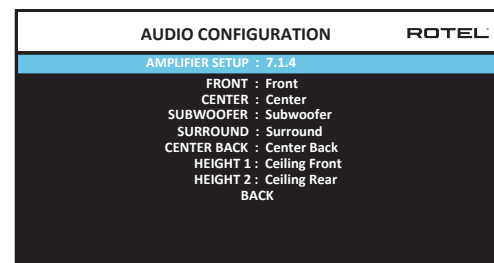 AUDIO CONFIGURATION ROTEL
AMPLIFIER SETUP : 7.1.4
FRONT : Front
CENTER : Center
SUBWOOFER : Subwoofer
SURROUND : Surround
CENTER BACK : Center Back
HEIGHT 1 : Ceiling Front
HEIGHT 2 : Ceiling Rear
BACK